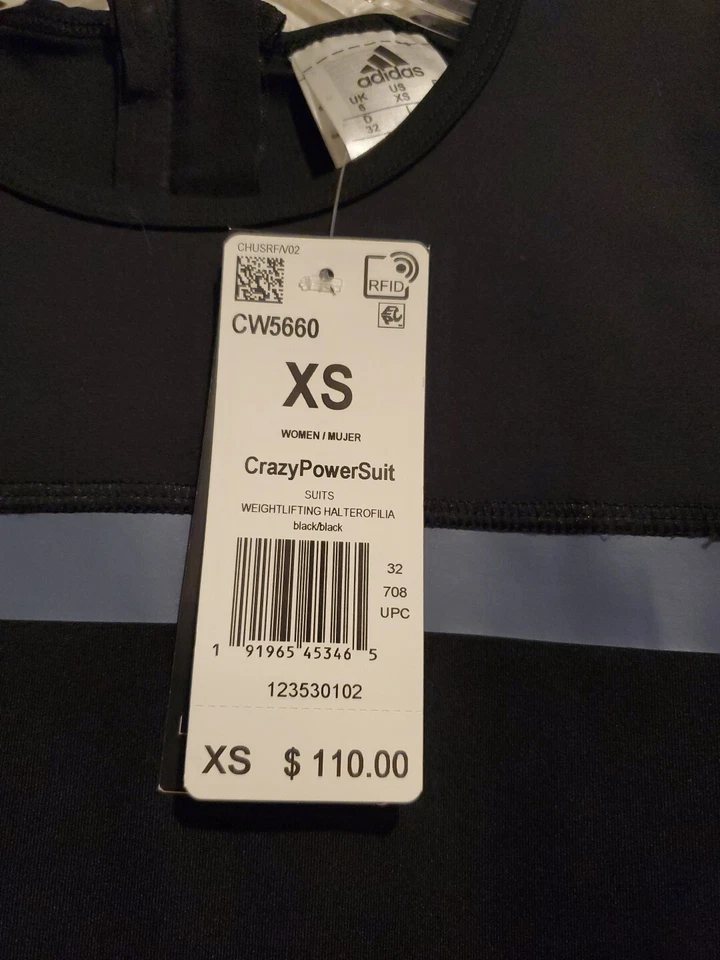 adidas
UK US
6 XS
D
32
CHUSRF/V02
RFID
CW5660
XS
WOMEN / MUJER
CrazyPowerSuit
SUITS
WEIGHTLIFTING HALTEROFILIA
black/black
32
708
UPC
1 91965 45346 5
123530102
XS $ 110.00